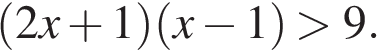 (2x + 1)(x − 1) > 9.